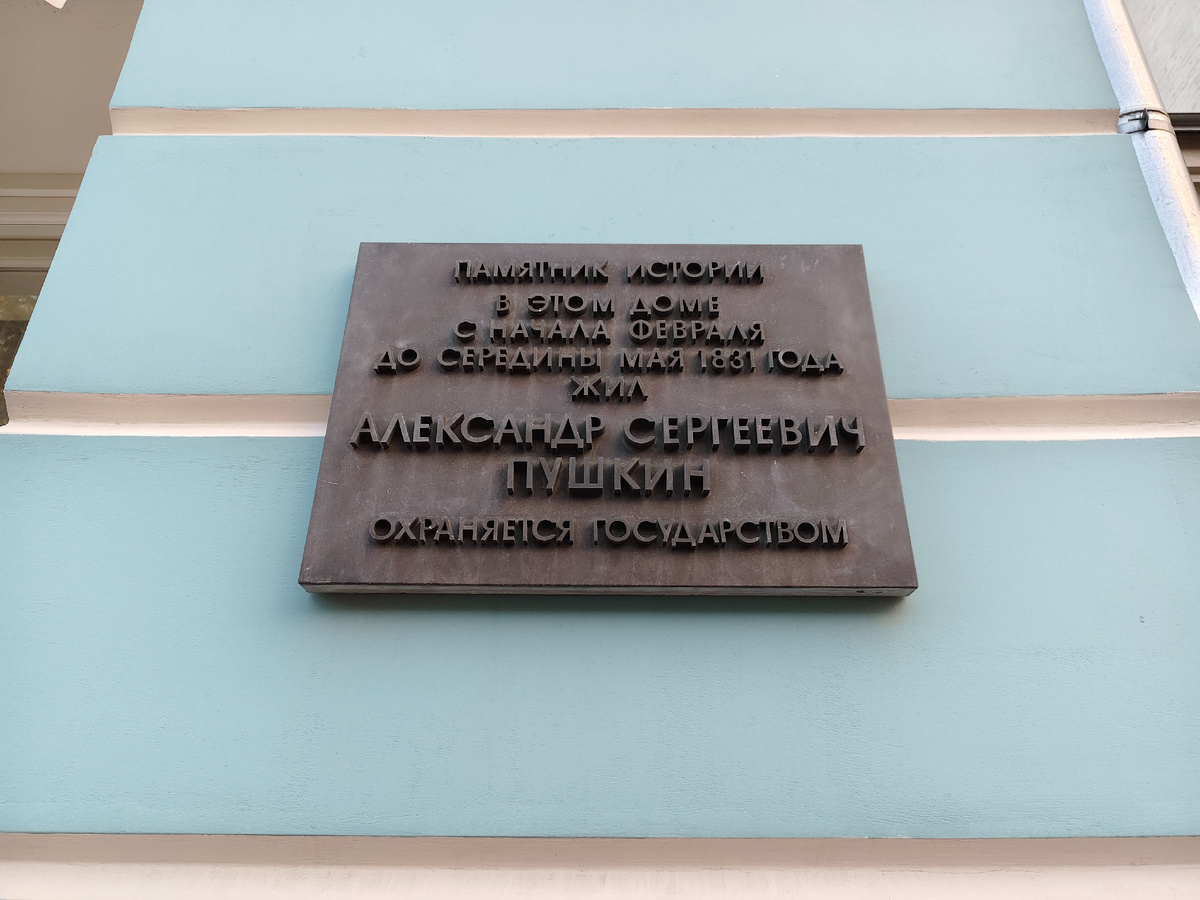 ПАМЯТНИК ИСТОРИИ
В ЭТОМ ДОМЕ
С НАЧАЛА ФЕВРАЛЯ
ДО СЕРЕДИНЫ МАЯ 1831 ГОДА
ЖИЛ
АЛЕКСАНДР СЕРГЕЕВИЧ
ПУШКИН
ОХРАНЯЕТСЯ ГОСУДАРСТВОМ